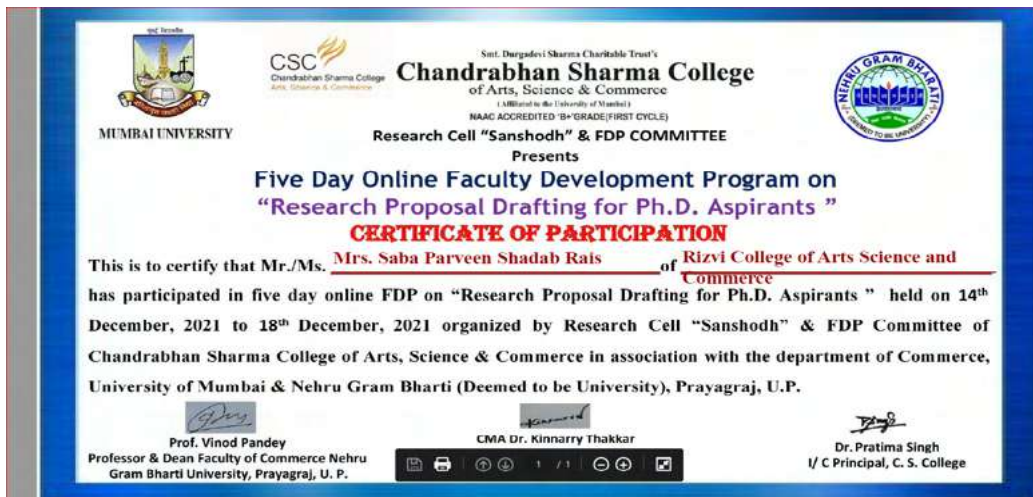 मुंबई विद्यापीठ
MUMBAI UNIVERSITY
CSC
Chandrabhan Sharma College
Arts, Science & Commerce
Smt. Durgadevi Sharma Charitable Trust's
Chandrabhan Sharma College
of Arts, Science & Commerce
(Affiliated to the University of Mumbai)
NAAC ACCREDITED 'B+'GRADE(FIRST CYCLE)
NEHRU GRAM BHARATI
(DEEMED TO BE UNIVERSITY)
Research Cell "Sanshodh" & FDP COMMITTEE
Presents
Five Day Online Faculty Development Program on
"Research Proposal Drafting for Ph.D. Aspirants "
CERTIFICATE OF PARTICIPATION
This is to certify that Mr./Ms. Mrs. Saba Parveen Shadab Rais of Rizvi College of Arts Science and
Commerce
has participated in five day online FDP on "Research Proposal Drafting for Ph.D. Aspirants " held on 14th
December, 2021 to 18th December, 2021 organized by Research Cell "Sanshodh" & FDP Committee of
Chandrabhan Sharma College of Arts, Science & Commerce in association with the department of Commerce,
University of Mumbai & Nehru Gram Bharti (Deemed to be University), Prayagraj, U.P.
Prof. Vinod Pandey
Professor & Dean Faculty of Commerce Nehru
Gram Bharti University, Prayagraj, U. P.
CMA Dr. Kinnarry Thakkar
1 / 1
Dr. Pratima Singh
I/ C Principal, C. S. College